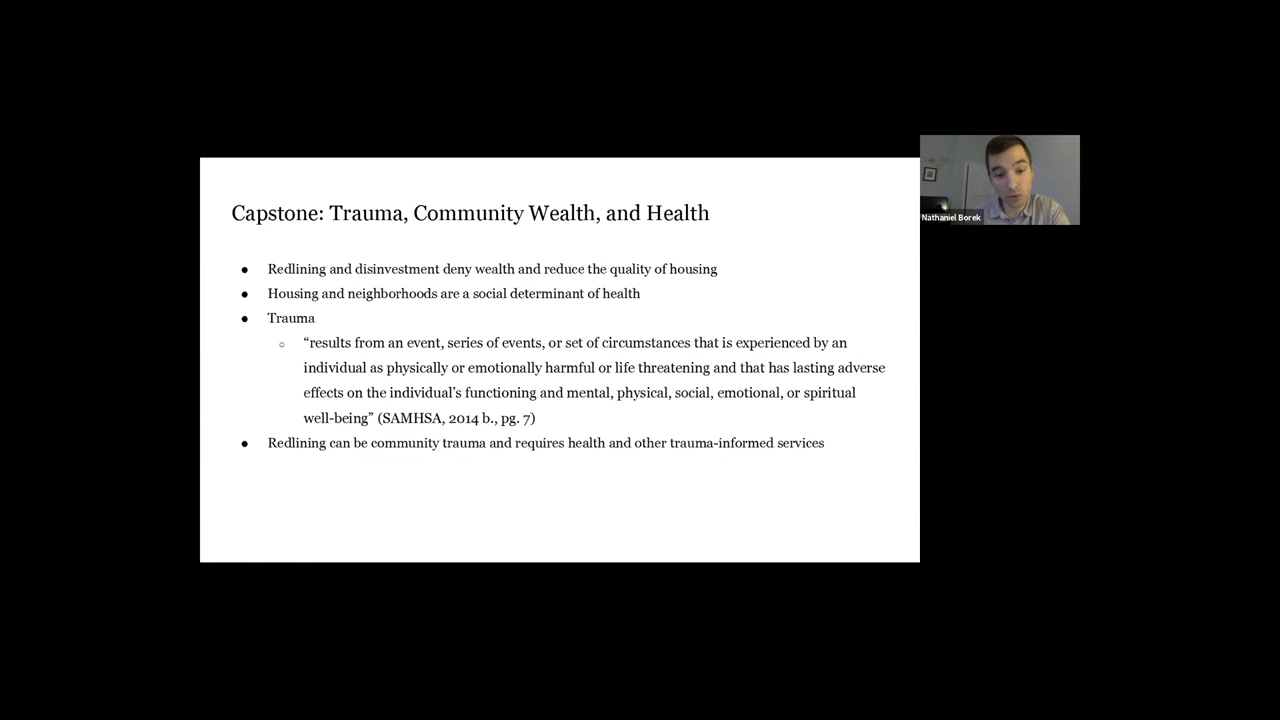 Capstone: Trauma, Community Wealth, and Health
● Redlining and disinvestment deny wealth and reduce the quality of housing
● Housing and neighborhoods are a social determinant of health
● Trauma
○ “results from an event, series of events, or set of circumstances that is experienced by an
individual as physically or emotionally harmful or life threatening and that has lasting adverse
effects on the individual’s functioning and mental, physical, social, emotional, or spiritual
well-being” (SAMHSA, 2014 b., pg. 7)
● Redlining can be community trauma and requires health and other trauma-informed services
Nathaniel Borek